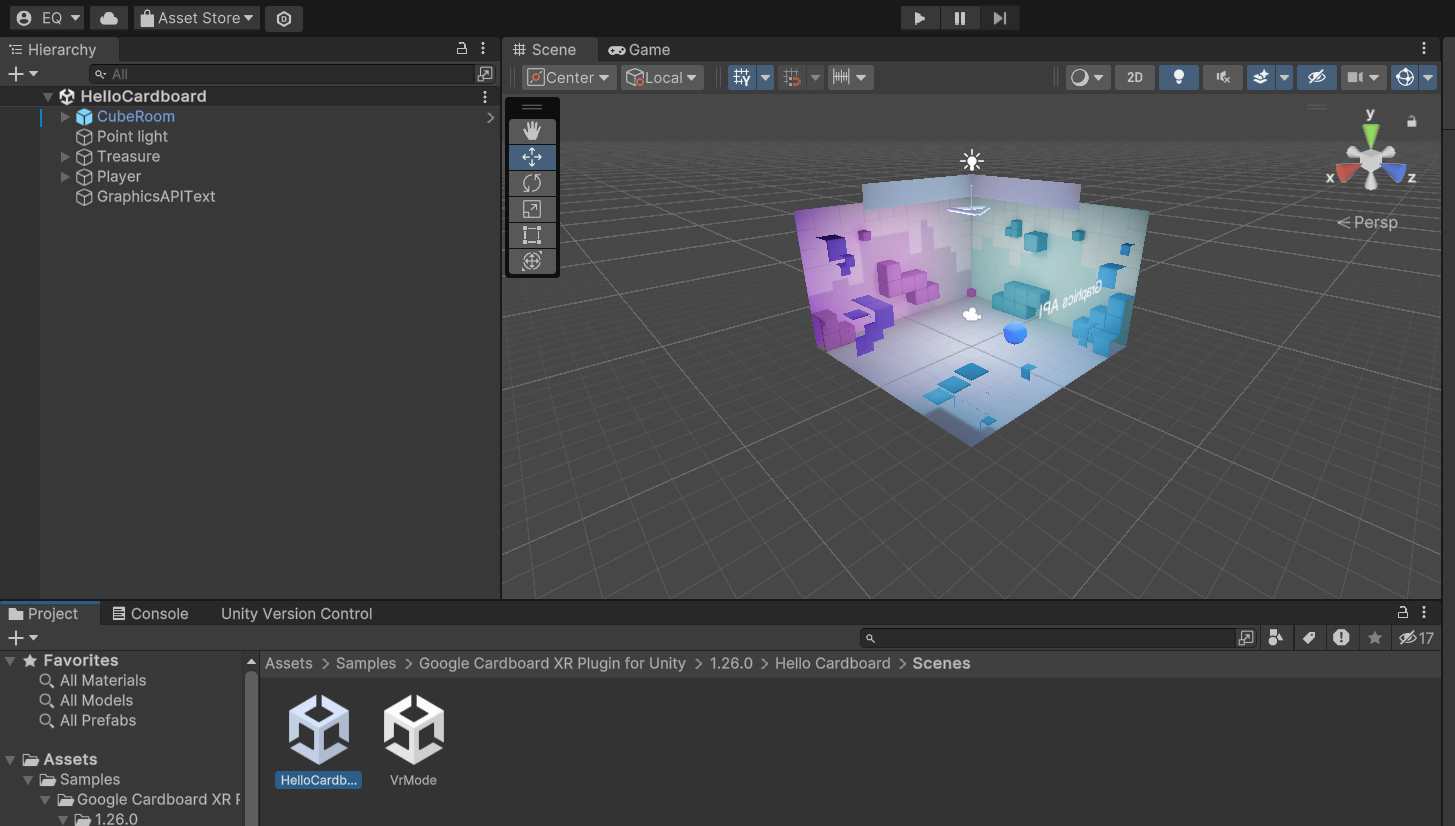 EQ Asset Store
Hierarchy
All
HelloCardboard
CubeRoom
Point light
Treasure
Player
GraphicsAPIText
Scene Game
Center Local 2D
y
x z
Persp
Graphics API
Project Console Unity Version Control
17
Favorites
All Materials
All Models
All Prefabs
Assets
Samples
Google Cardboard XR
1.26.0
Assets > Samples > Google Cardboard XR Plugin for Unity > 1.26.0 > Hello Cardboard > Scenes
HelloCardb... VrMode